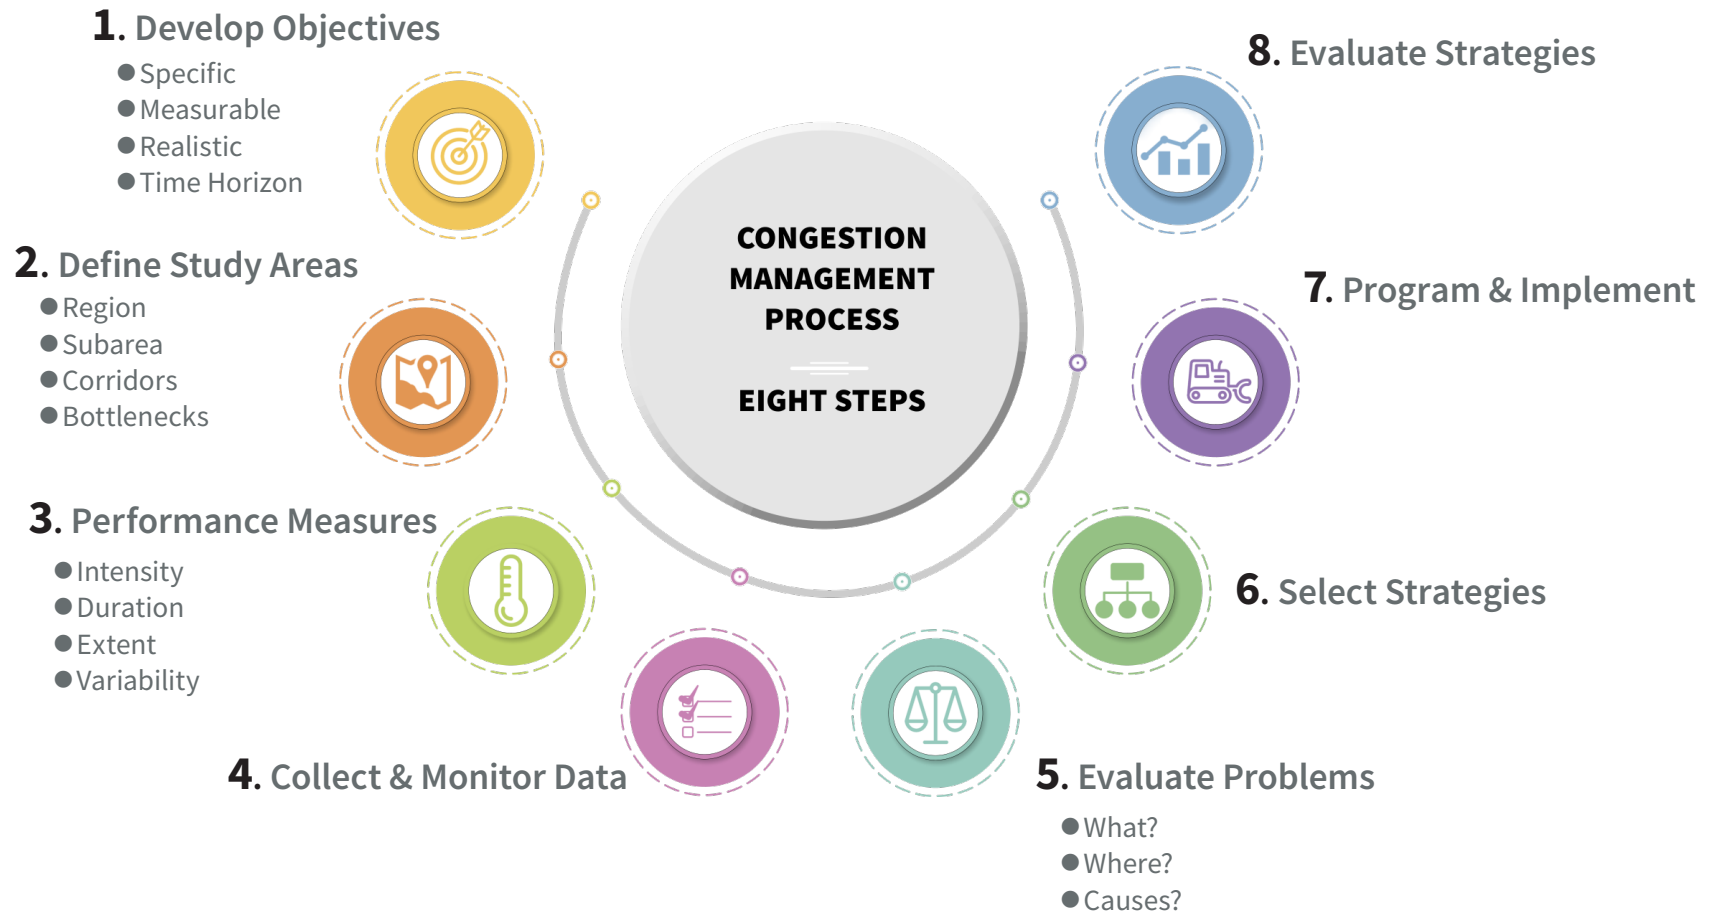 CONGESTION
MANAGEMENT
PROCESS
EIGHT STEPS
1. Develop Objectives
● Specific
● Measurable
● Realistic
● Time Horizon
2. Define Study Areas
● Region
● Subarea
● Corridors
● Bottlenecks
3. Performance Measures
● Intensity
● Duration
● Extent
● Variability
4. Collect & Monitor Data
5. Evaluate Problems
● What?
● Where?
● Causes?
6. Select Strategies
7. Program & Implement
8. Evaluate Strategies